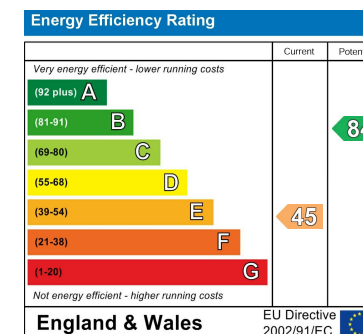 Energy Efficiency Rating
Current Poten
Very energy efficient - lower running costs
(92 plus) A
(81-91) B
84
(69-80) C
(55-68) D
(39-54) E
45
(21-38) F
(1-20) G
Not energy efficient - higher running costs
England & Wales
EU Directive
2002/91/EC